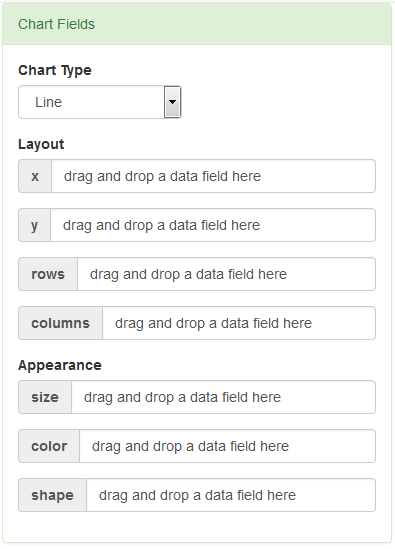 Chart Fields
Chart Type
Line
Layout
x drag and drop a data field here
y drag and drop a data field here
rows drag and drop a data field here
columns drag and drop a data field here
Appearance
size drag and drop a data field here
color drag and drop a data field here
shape drag and drop a data field here